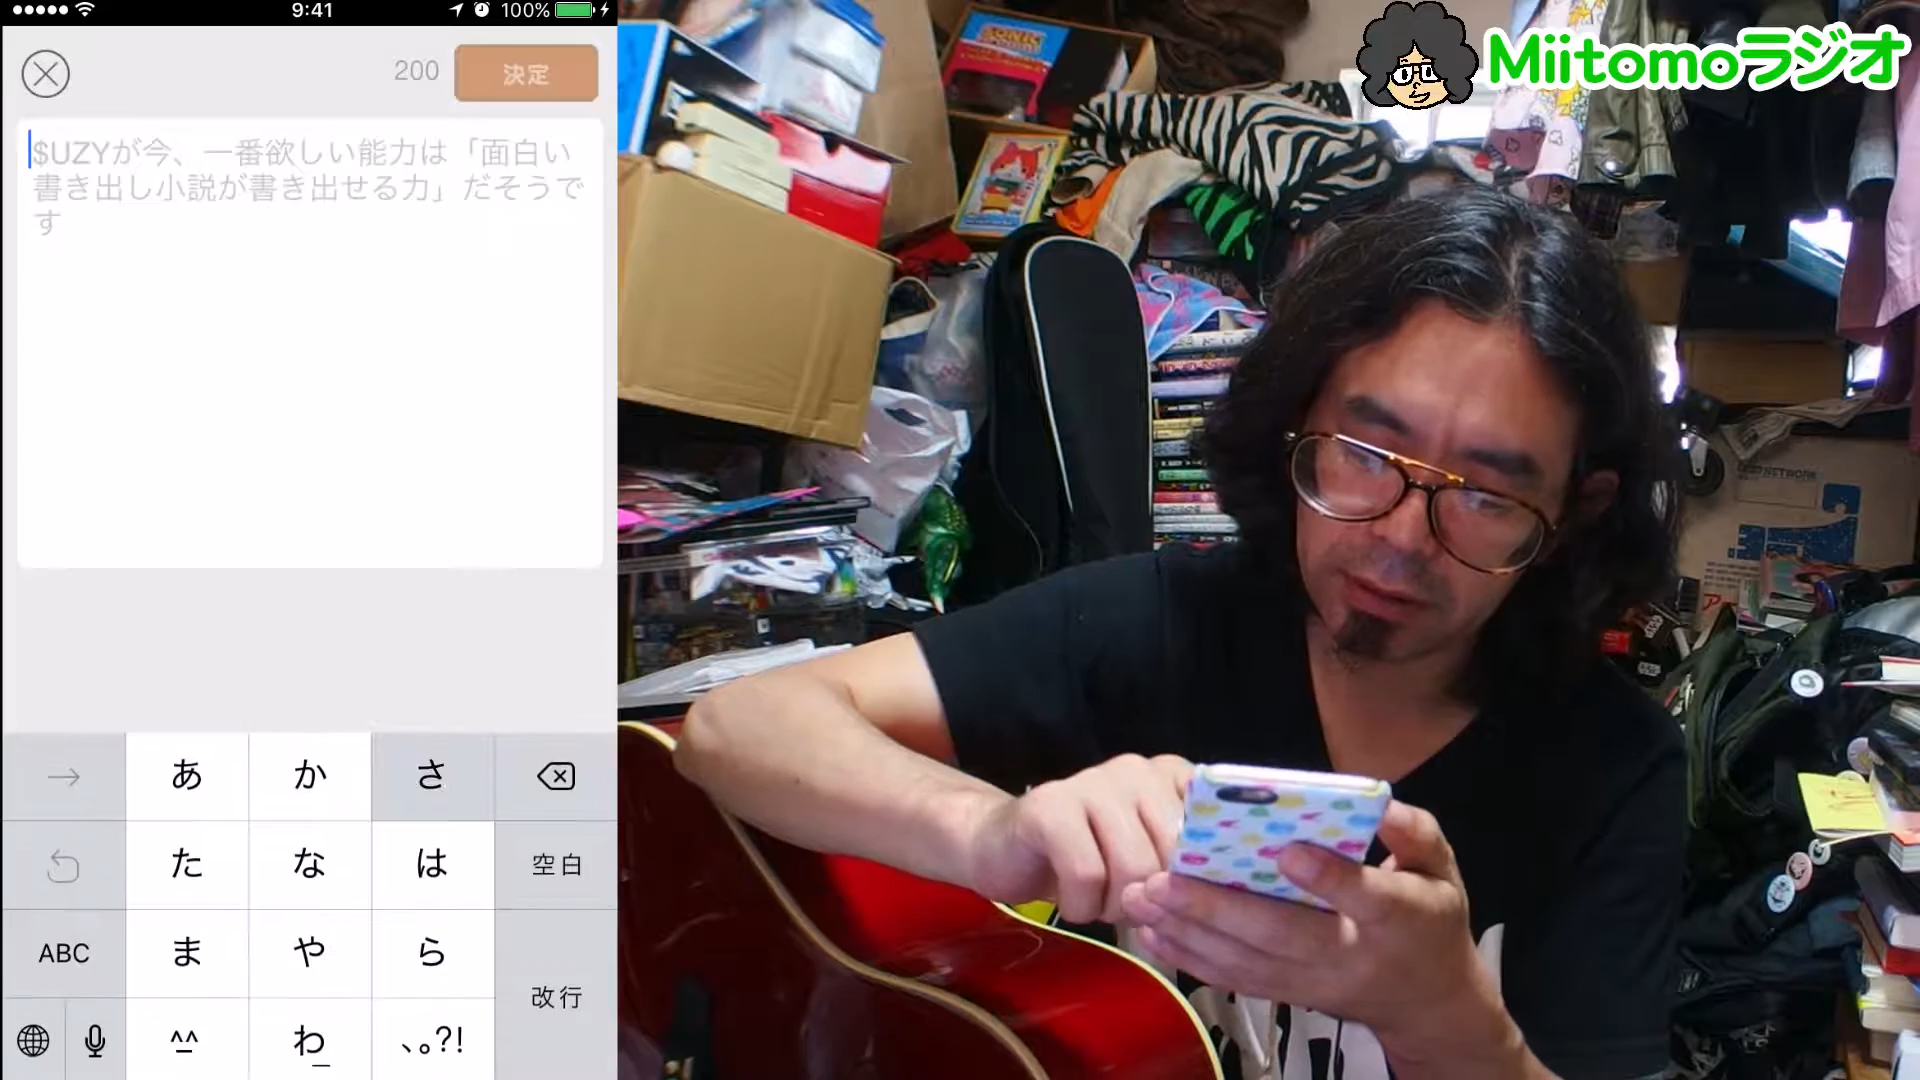 9:41
100%
200
決定
$UZYが今、一番欲しい能力は「面白い
書き出し小説が書き出せる力」だそうで
す
→
あ
か
さ
た
な
は
空白
ABC
ま
や
ら
改行
^^
わ
、。?!
Miitomoラジオ
SONIC
NETWORK